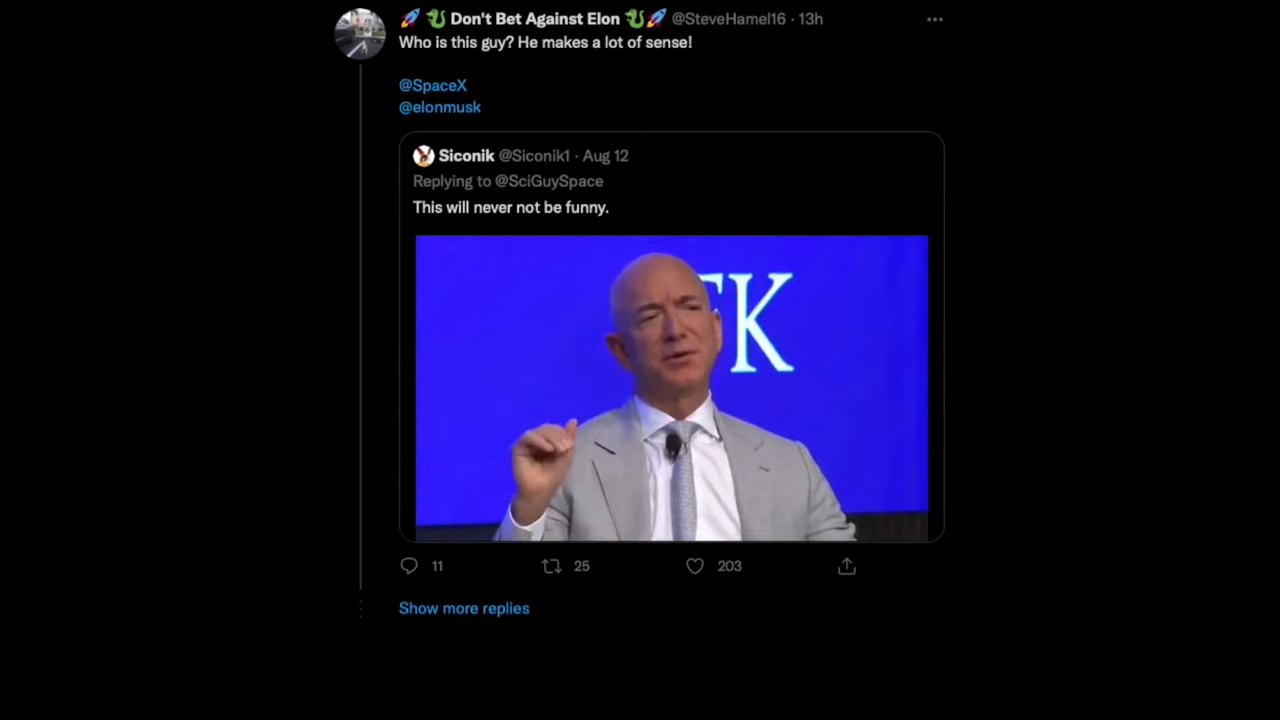 🚀 🐉 Don't Bet Against Elon 🐉🚀 @SteveHamel16 · 13h
Who is this guy? He makes a lot of sense!
@SpaceX
@elonmusk
Siconik @Siconik1 · Aug 12
Replying to @SciGuySpace
This will never not be funny.
K
11 25 203
Show more replies